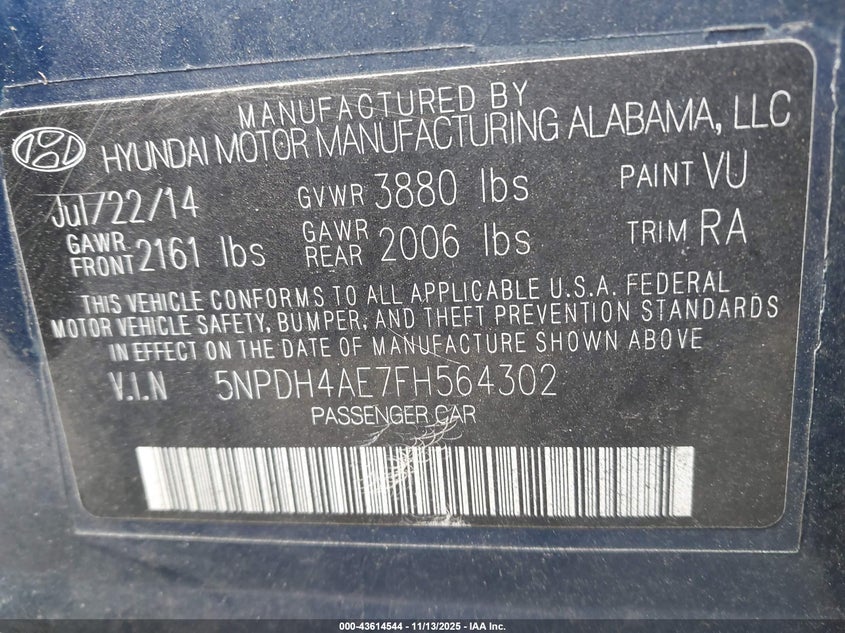 MANUFACTURED BY
HYUNDAI MOTOR MANUFACTURING ALABAMA, LLC
Jul/22/14 GVWR 3880 lbs PAINT VU
GAWR FRONT 2161 lbs GAWR REAR 2006 lbs TRIM RA
THIS VEHICLE CONFORMS TO ALL APPLICABLE U.S.A. FEDERAL
MOTOR VEHICLE SAFETY, BUMPER, AND THEFT PREVENTION STANDARDS
IN EFFECT ON THE DATE OF MANUFACTURE SHOWN ABOVE
V.I.N 5NPDH4AE7FH564302
PASSENGER CAR
000-43614544 - 11/13/2025 - IAA Inc.